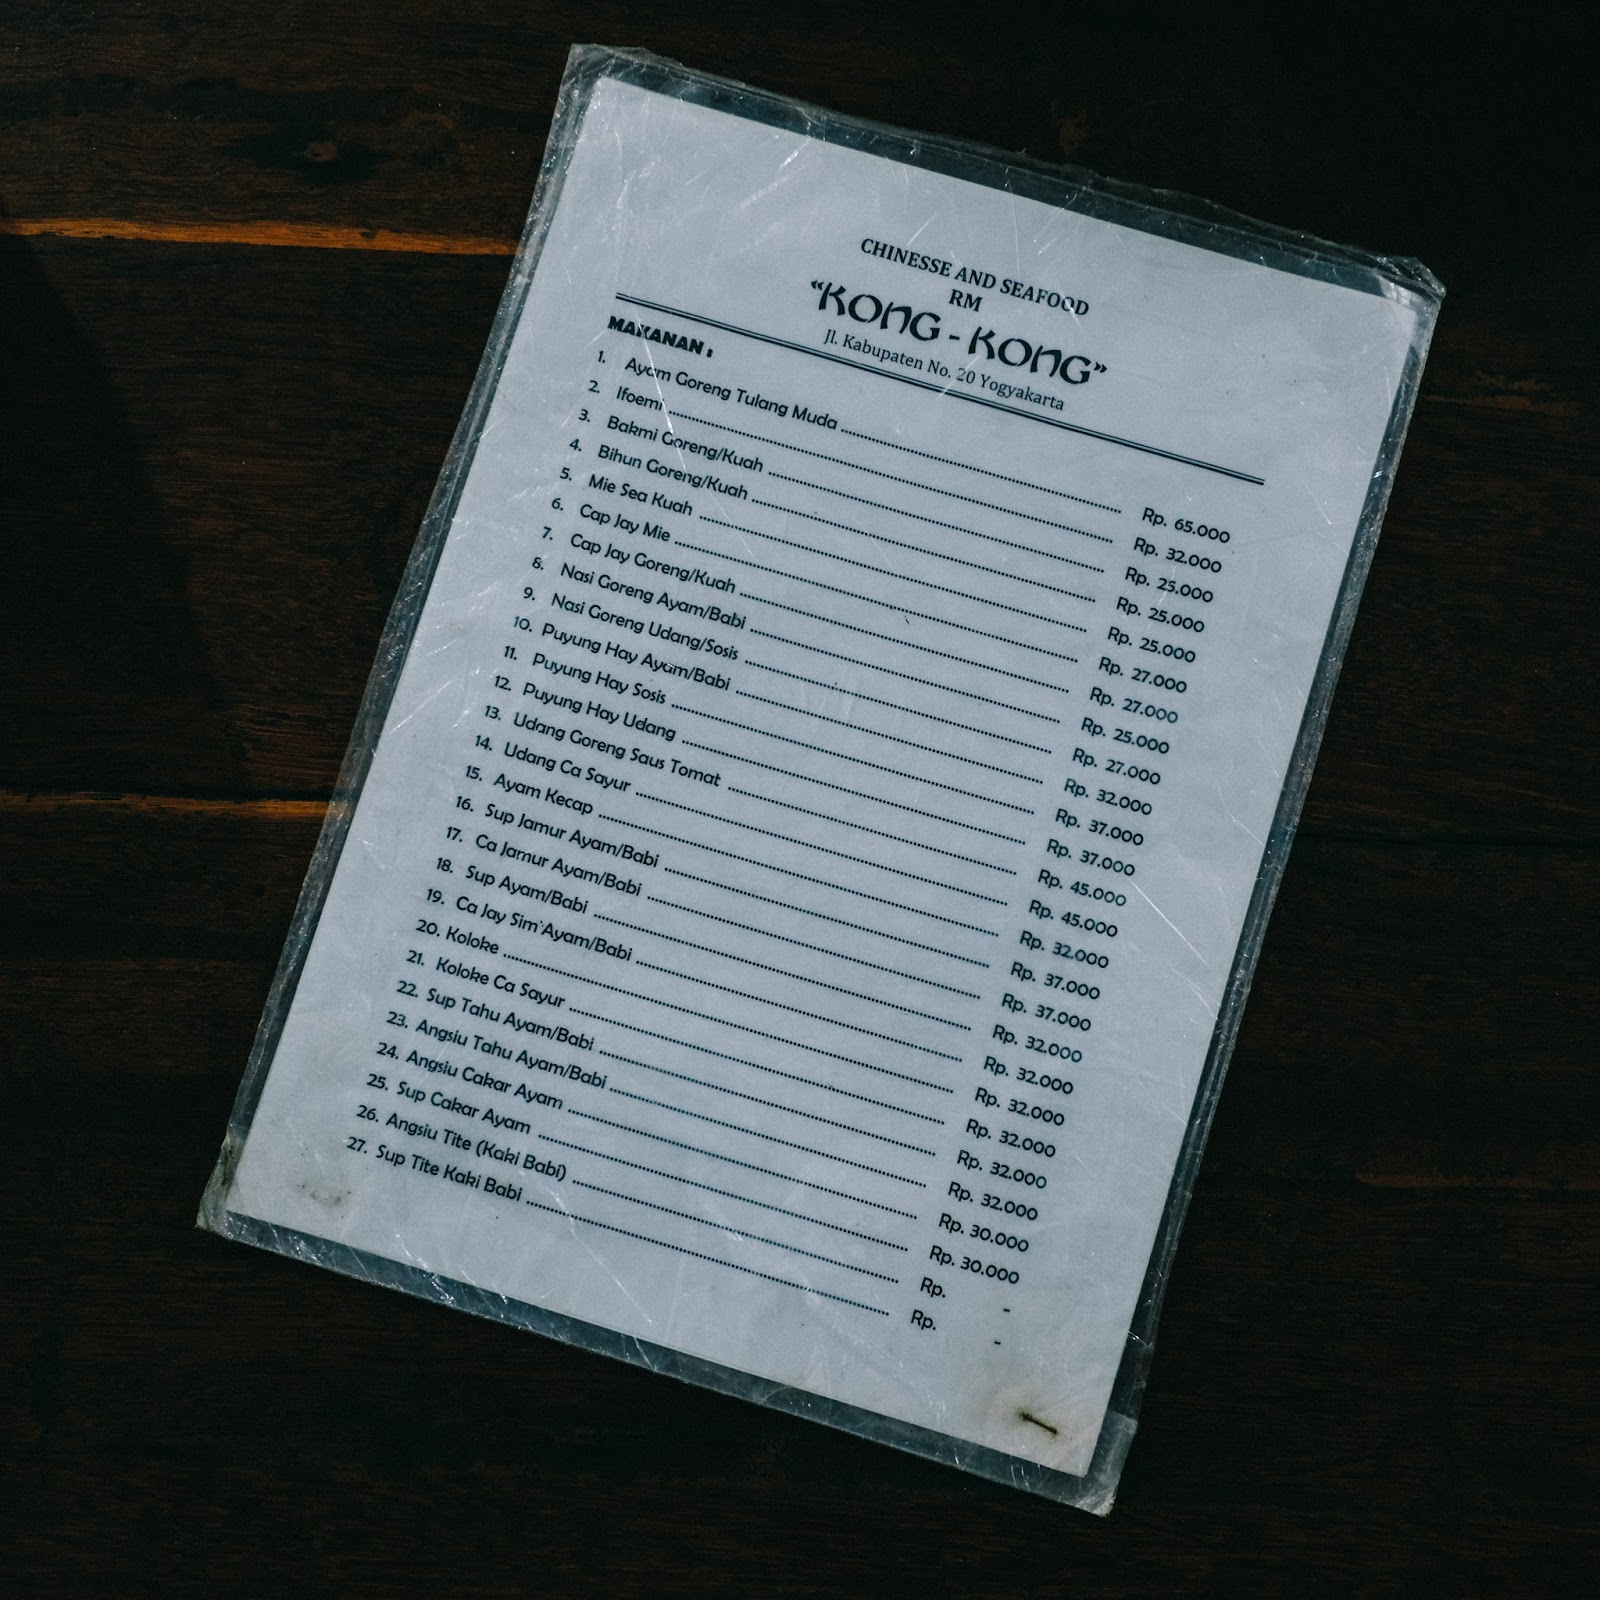 CHINESSE AND SEAFOOD
RM
"KONG - KONG"
Jl. Kabupaten No. 20 Yogyakarta
MAKANAN :
1. Ayam Goreng Tulang Muda ........ Rp. 65.000
2. Ifoemi ........ Rp. 32.000
3. Bakmi Goreng/Kuah ........ Rp. 25.000
4. Bihun Goreng/Kuah ........ Rp. 25.000
5. Mie Sea Kuah ........ Rp. 25.000
6. Cap Jay Mie ........ Rp. 27.000
7. Cap Jay Goreng/Kuah ........ Rp. 27.000
8. Nasi Goreng Ayam/Babi ........ Rp. 25.000
9. Nasi Goreng Udang/Sosis ........ Rp. 27.000
10. Puyung Hay Ayam/Babi ........ Rp. 32.000
11. Puyung Hay Sosis ........ Rp. 37.000
12. Puyung Hay Udang ........ Rp. 37.000
13. Udang Goreng Saus Tomat ........ Rp. 45.000
14. Udang Ca Sayur ........ Rp. 45.000
15. Ayam Kecap ........ Rp. 32.000
16. Sup Jamur Ayam/Babi ........ Rp. 37.000
17. Ca Jamur Ayam/Babi ........ Rp. 37.000
18. Sup Ayam/Babi ........ Rp. 32.000
19. Ca Jay Sim`Ayam/Babi ........ Rp. 32.000
20. Koloke ........ Rp. 32.000
21. Koloke Ca Sayur ........ Rp. 32.000
22. Sup Tahu Ayam/Babi ........ Rp. 32.000
23. Angsiu Tahu Ayam/Babi ........ Rp. 32.000
24. Angsiu Cakar Ayam ........ Rp. 30.000
25. Sup Cakar Ayam ........ Rp. 30.000
26. Angsiu Tite (Kaki Babi) ........ Rp. -
27. Sup Tite Kaki Babi ........ Rp. -